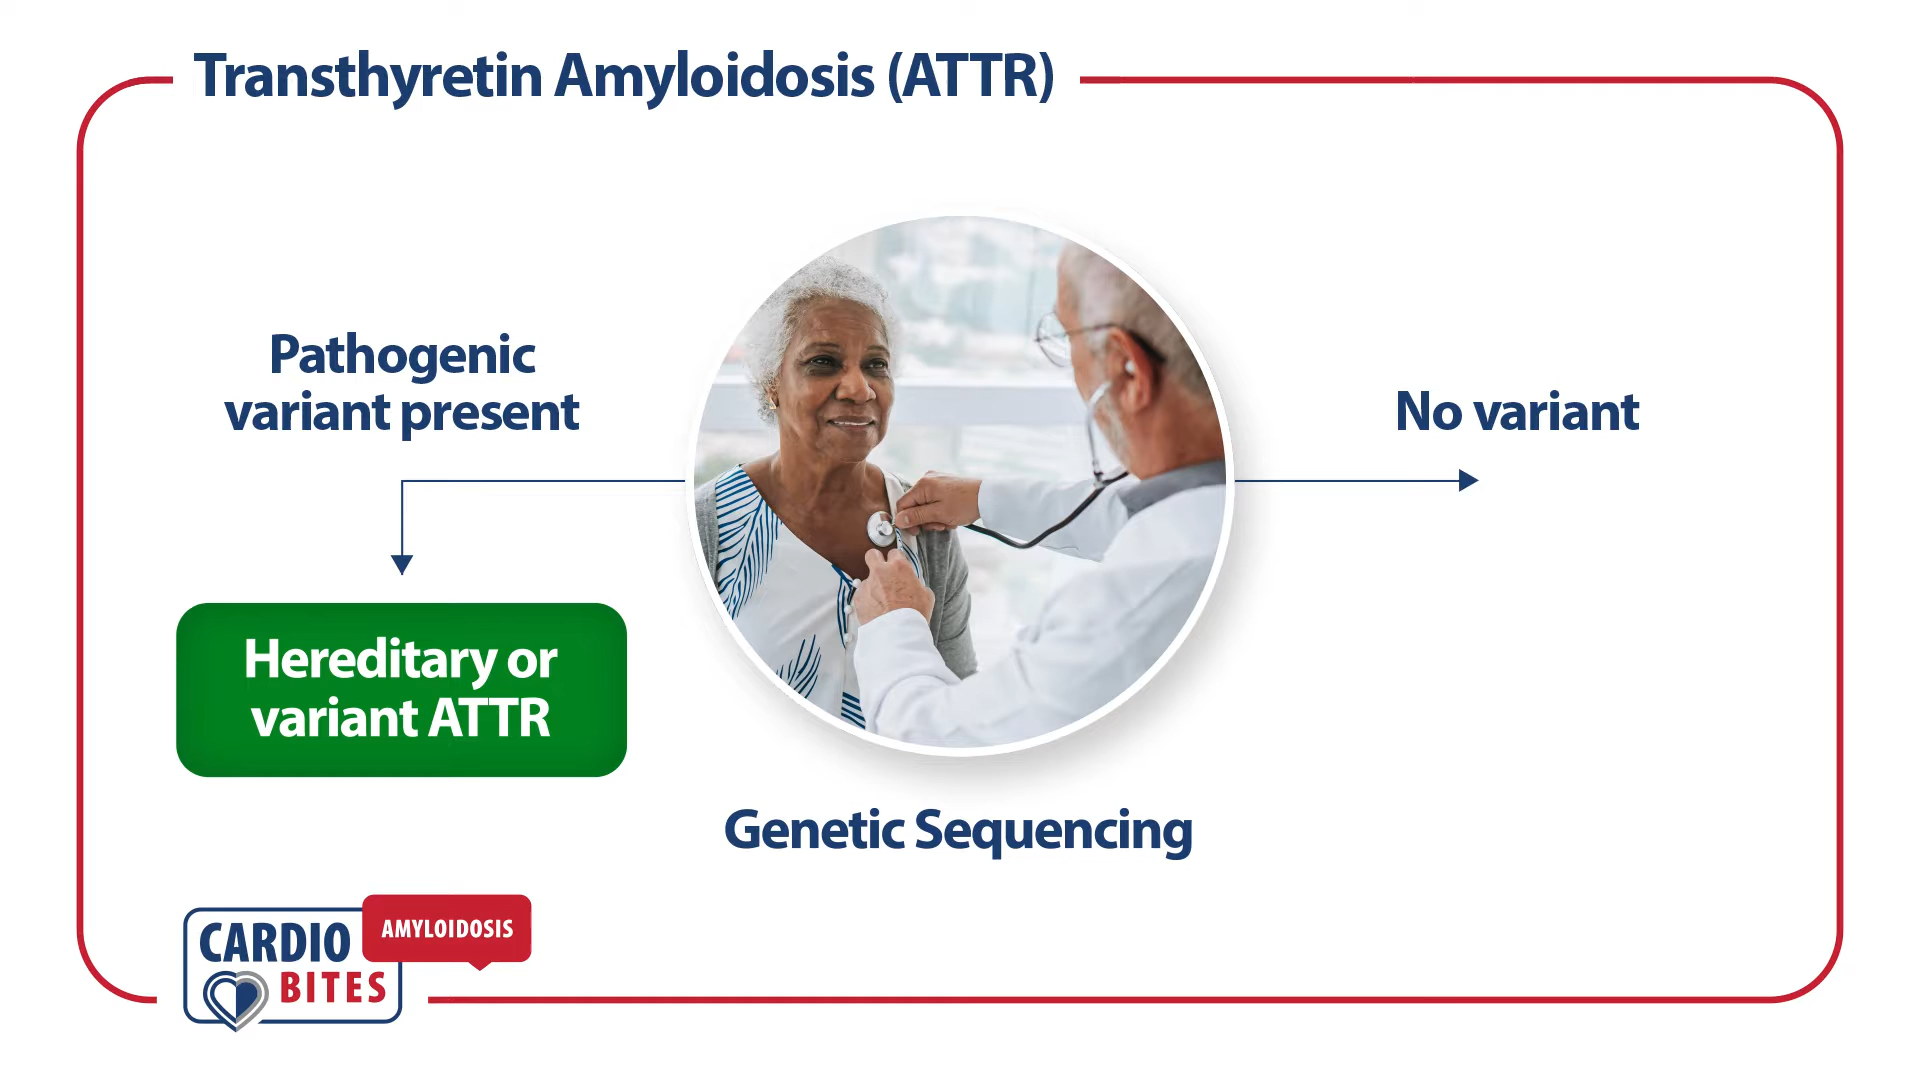 Transthyretin Amyloidosis (ATTR)
Pathogenic
variant present
No variant
Hereditary or
variant ATTR
Genetic Sequencing
CARDIO
AMYLOIDOSIS
BITES